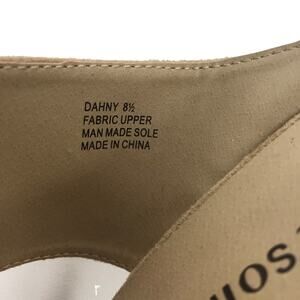 DAHNY 8½
FABRIC UPPER
MAN MADE SOLE
MADE IN CHINA